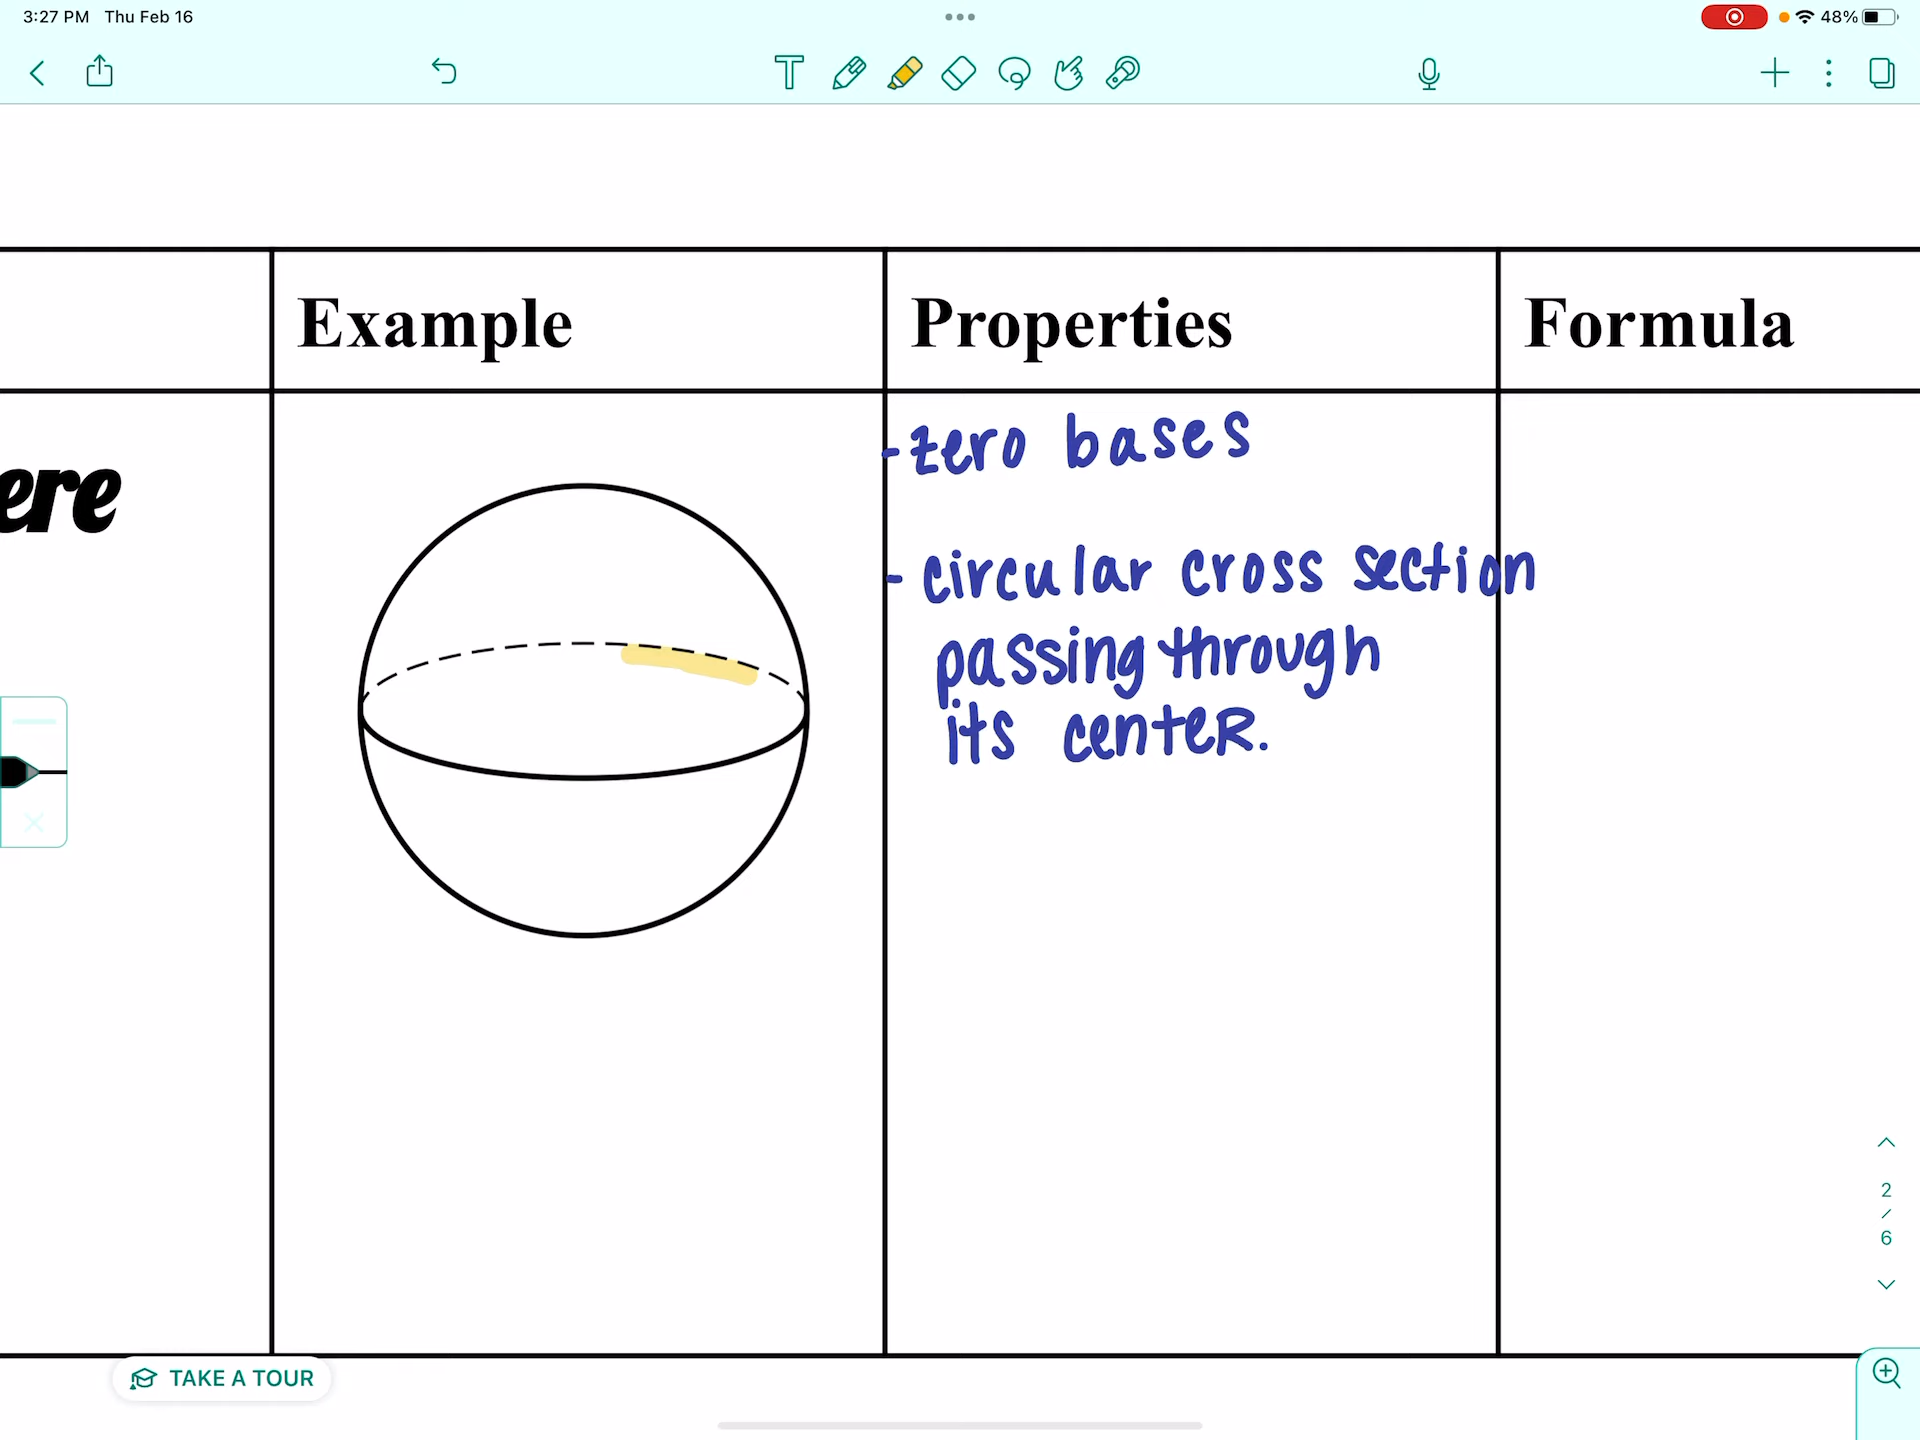 3:27 PM Thu Feb 16
48%
Example Properties Formula
ere
-zero bases
- circular cross section
passing through
its center.
2
/
6
TAKE A TOUR